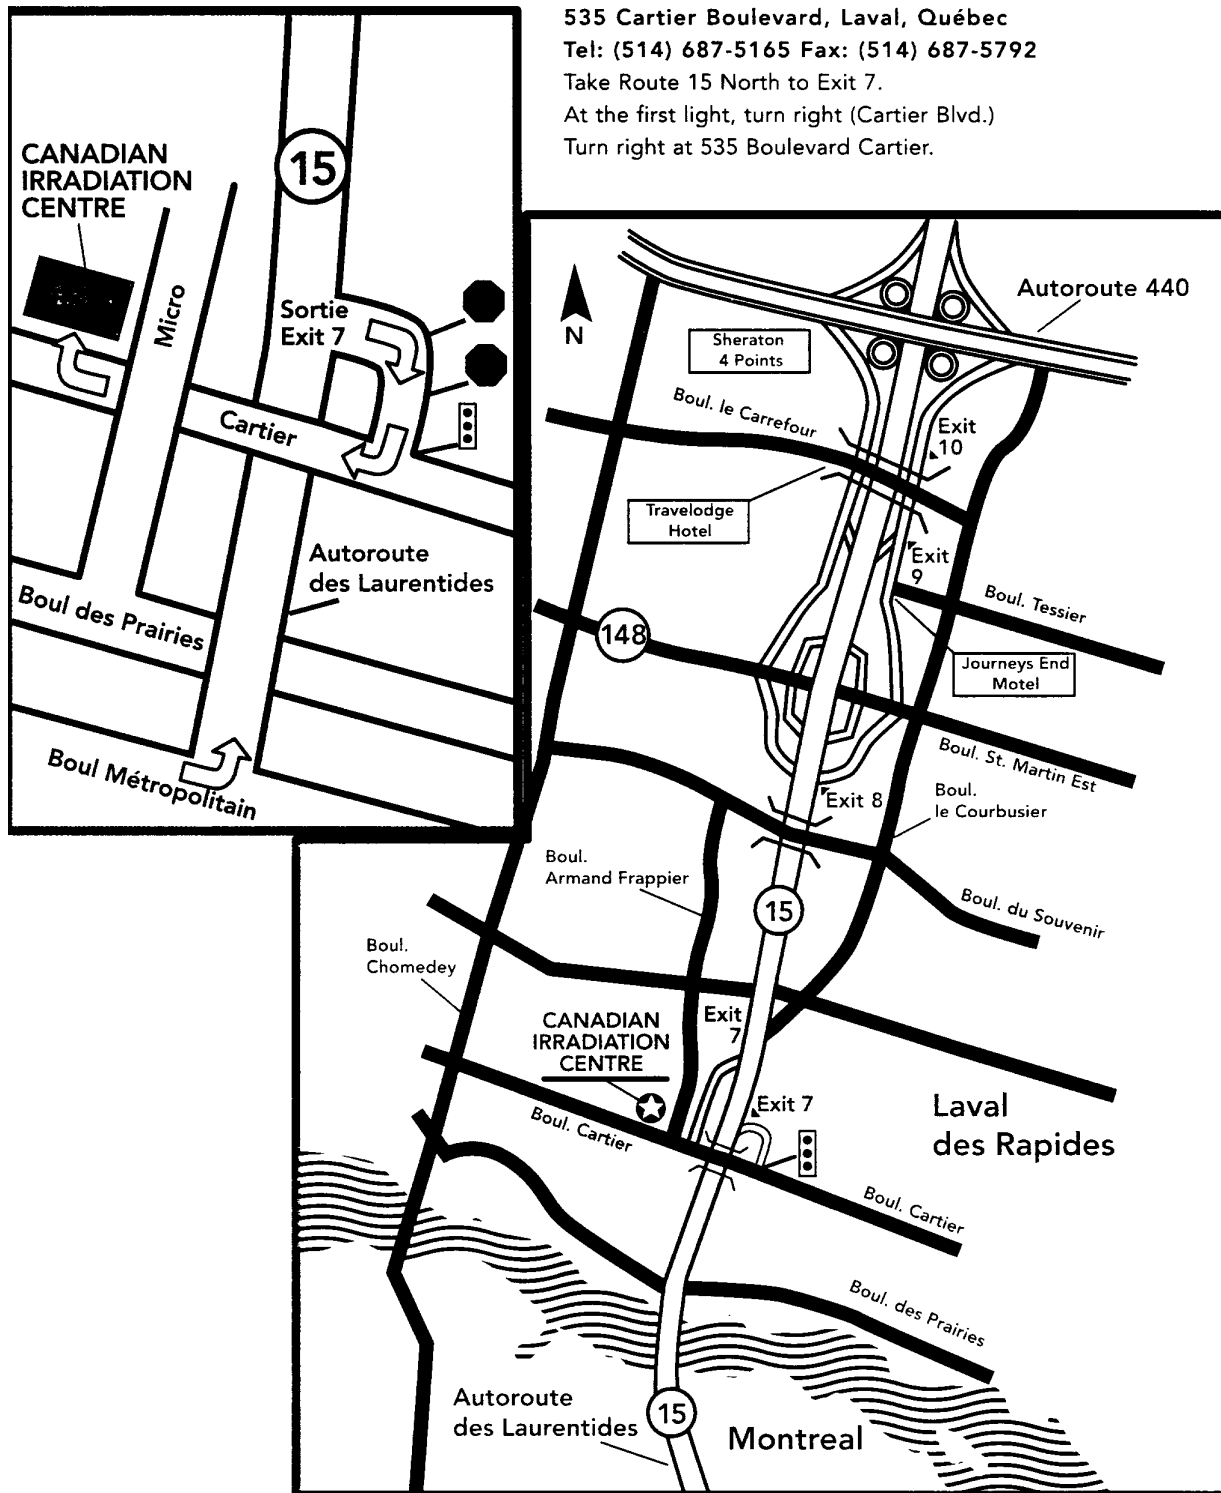 535 Cartier Boulevard, Laval, Québec
Tel: (514) 687-5165 Fax: (514) 687-5792
Take Route 15 North to Exit 7.
At the first light, turn right (Cartier Blvd.)
Turn right at 535 Boulevard Cartier.
15
CANADIAN
IRRADIATION
CENTRE
Micro
Sortie
Exit 7
Cartier
Autoroute
des Laurentides
Boul des Prairies
Boul Métropolitain
N
Autoroute 440
Sheraton
4 Points
Boul. le Carrefour
Exit
10
Travelodge
Hotel
Exit
9
Boul. Tessier
148
Journeys End
Motel
Boul. St. Martin Est
Exit 8
Boul.
le Courbusier
Boul.
Armand Frappier
15
Boul. du Souvenir
Boul.
Chomedey
Exit
7
CANADIAN
IRRADIATION
CENTRE
Exit 7
Laval
des Rapides
Boul. Cartier
Boul. Cartier
Boul. des Prairies
Autoroute
des Laurentides
15
Montreal